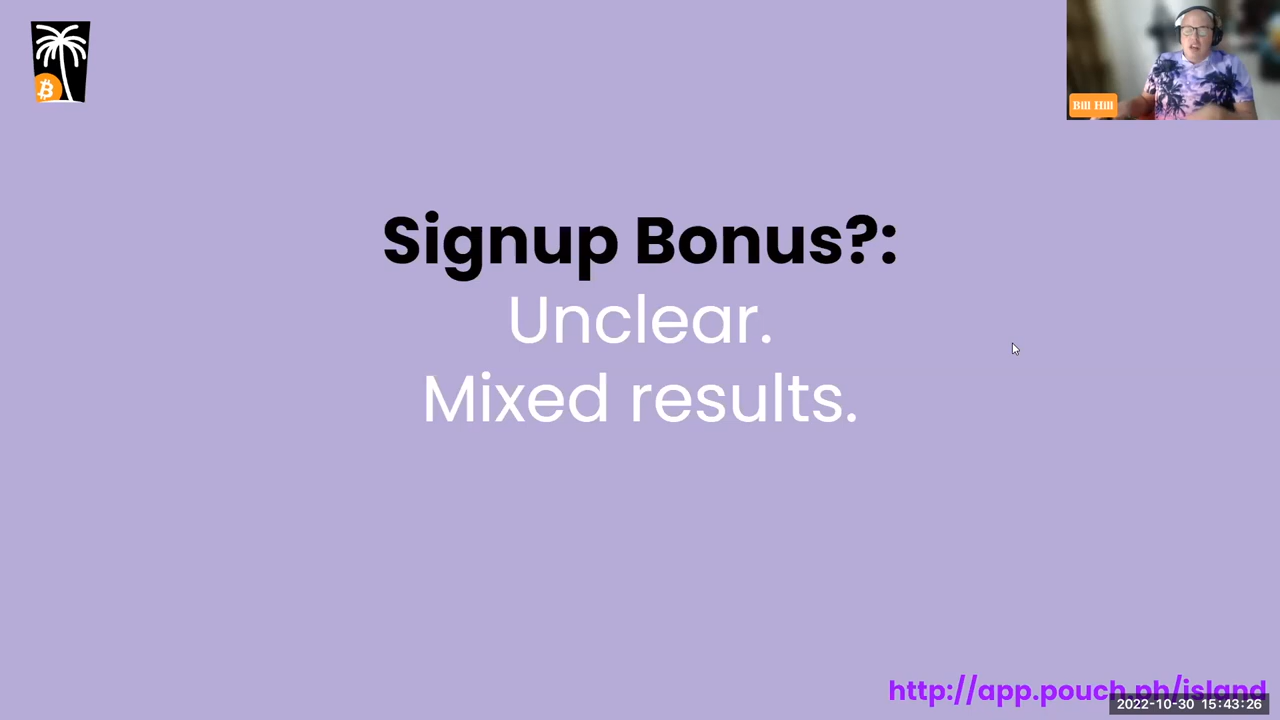 Bill Hill
Signup Bonus?:
Unclear.
Mixed results.
http://app.pouch.ph/island
2022-10-30 15:43:26